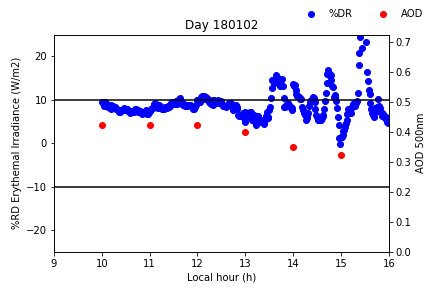 %DR AOD
Day 180102
%RD Erythemal Irradiance (W/m2)
20
10
0
−10
−20
0.7
0.6
0.5
0.4
0.3
0.2
0.1
0.0
AOD 500nm
9 10 11 12 13 14 15 16
Local hour (h)